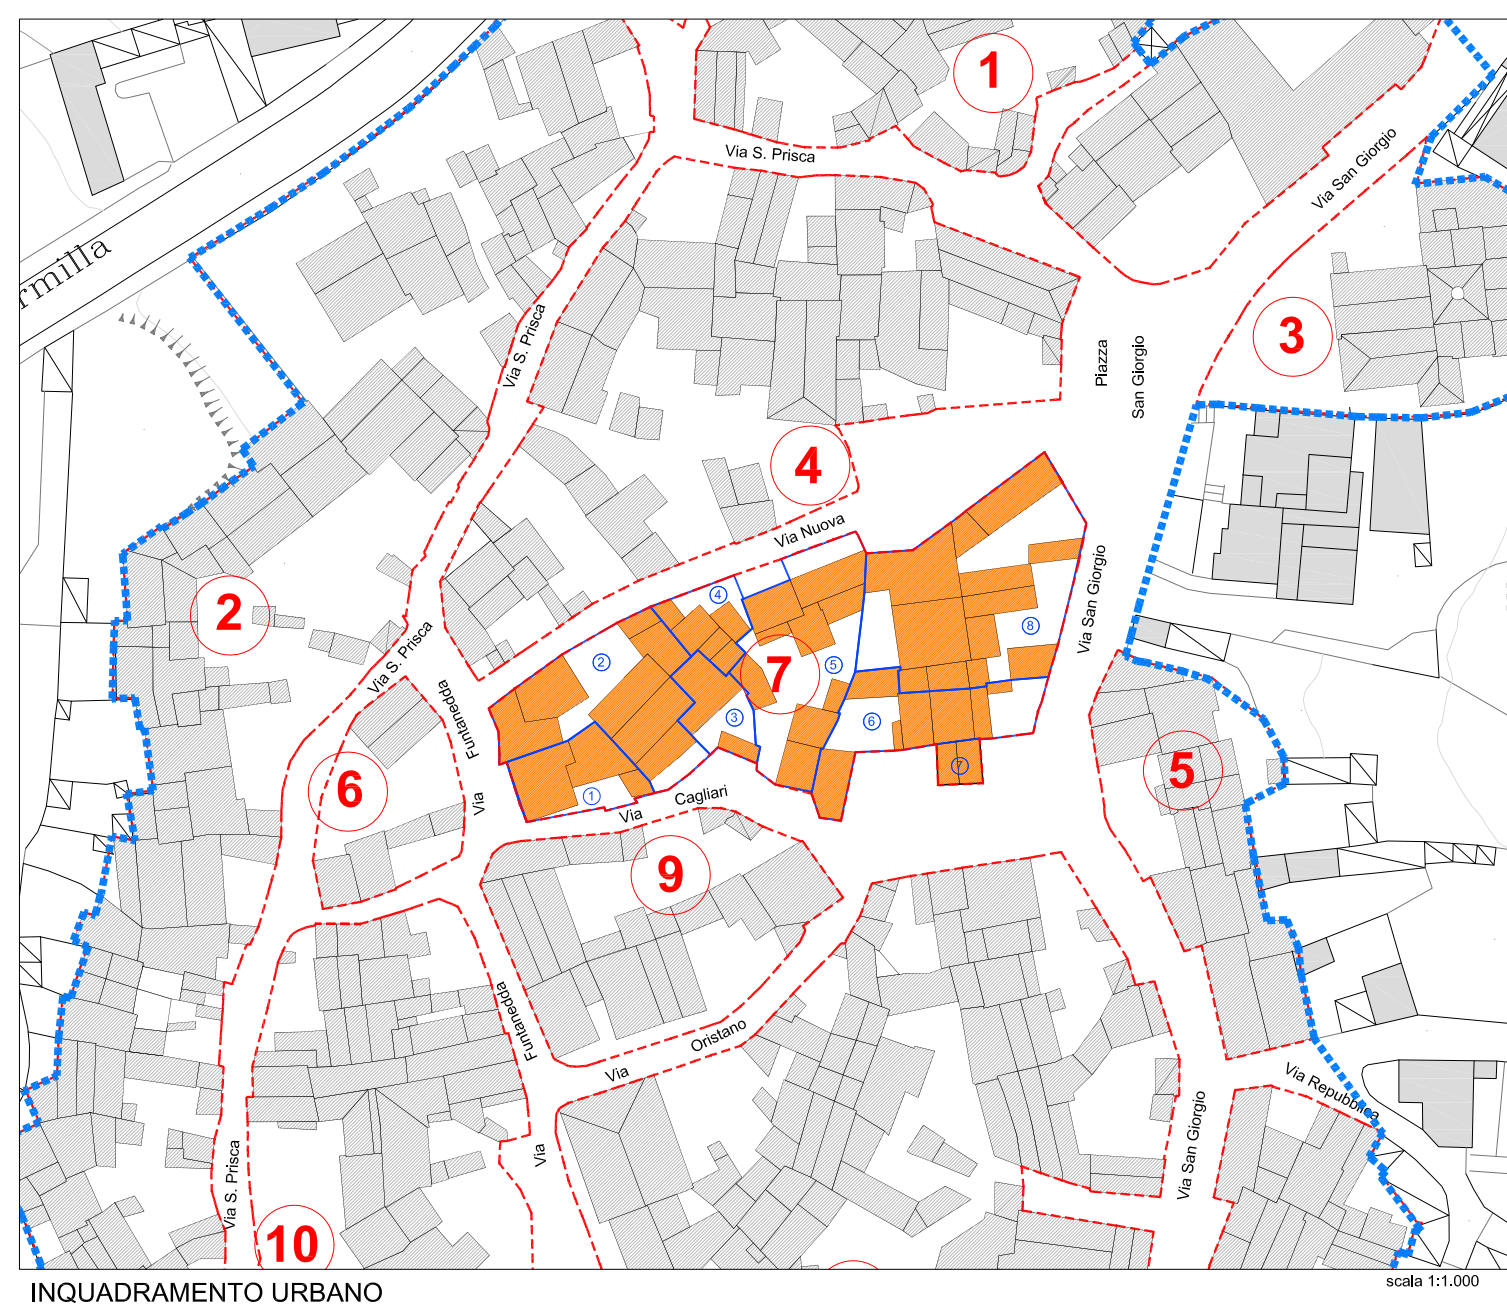 1
Via S. Prisca
Via San Giorgio
rmilla
Via S. Prisca
3
Piazza
San Giorgio
4
Via Nuova
Via San Giorgio
2
4
8
Via S. Prisca
2
7
5
Funtanedda
3
6
6
5
7
1
Via
Cagliari
Via
9
Funtanedda
Oristano
Via
Via Repubblica
Via
Via San Giorgio
Via S. Prisca
10
INQUADRAMENTO URBANO
scala 1:1.000